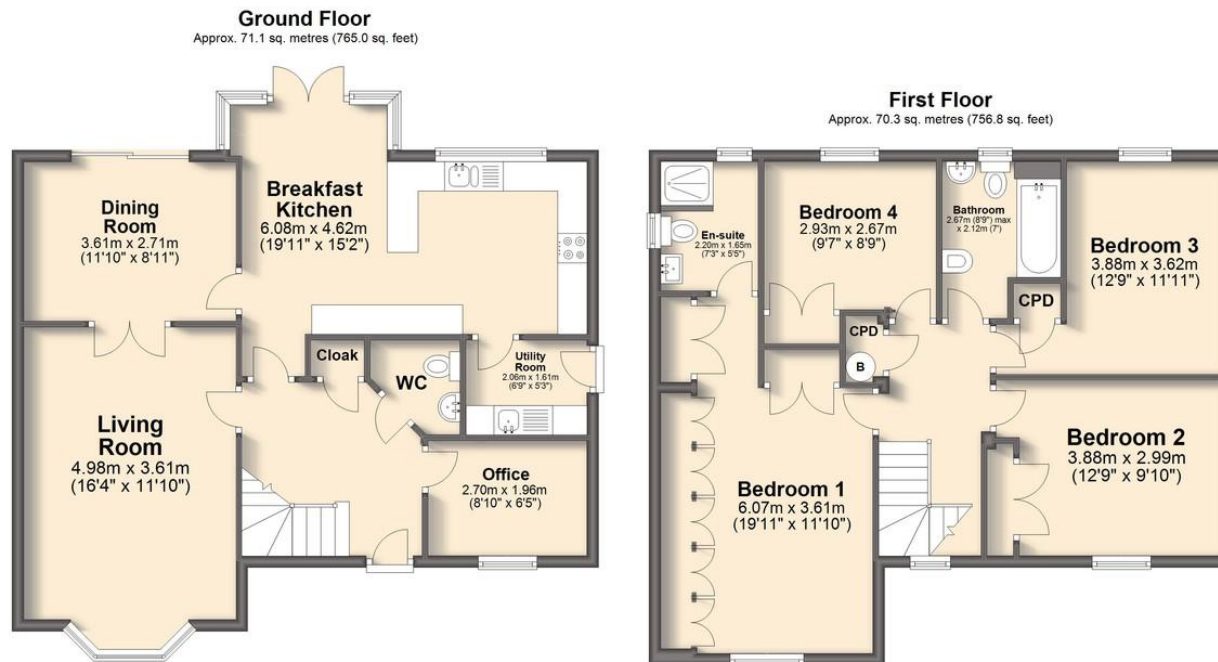 Ground Floor
Approx. 71.1 sq. metres (765.0 sq. feet)
Dining
Room
3.61m x 2.71m
(11'10" x 8'11")
Breakfast
Kitchen
6.08m x 4.62m
(19'11" x 15'2")
Living
Room
4.98m x 3.61m
(16'4" x 11'10")
Cloak
WC
Utility
Room
2.06m x 1.61m
(6'9" x 5'3")
Office
2.70m x 1.96m
(8'10" x 6'5")
First Floor
Approx. 70.3 sq. metres (756.8 sq. feet)
En-suite
2.20m x 1.65m
(7'3" x 5'5")
Bedroom 4
2.93m x 2.67m
(9'7" x 8'9")
Bathroom
2.67m (8'9") max
x 2.12m (7')
Bedroom 3
3.88m x 3.62m
(12'9" x 11'11")
CPD
CPD
B
Bedroom 1
6.07m x 3.61m
(19'11" x 11'10")
Bedroom 2
3.88m x 2.99m
(12'9" x 9'10")